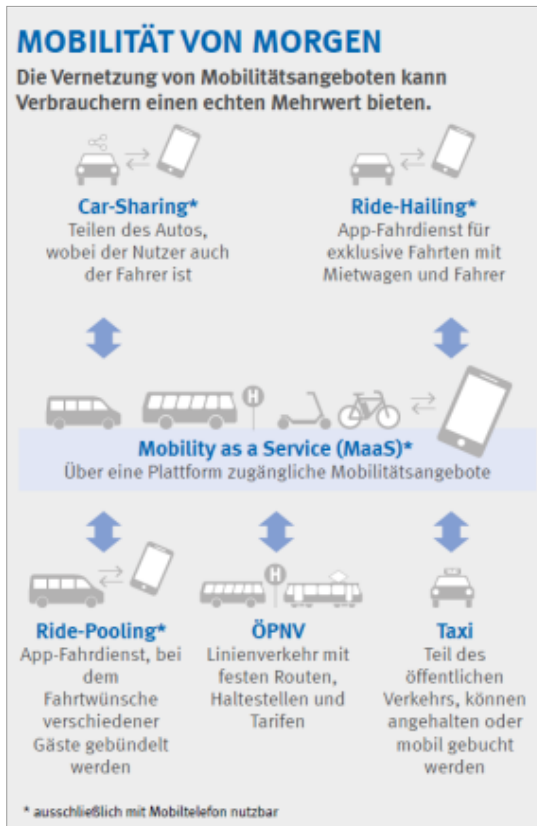 MOBILITÄT VON MORGEN
Die Vernetzung von Mobilitätsangeboten kann
Verbrauchern einen echten Mehrwert bieten.
Car-Sharing*
Teilen des Autos,
wobei der Nutzer auch
der Fahrer ist
Ride-Hailing*
App-Fahrdienst für
exklusive Fahrten mit
Mietwagen und Fahrer
H
Mobility as a Service (MaaS)*
Über eine Plattform zugängliche Mobilitätsangebote
Ride-Pooling*
App-Fahrdienst, bei
dem
Fahrtwünsche
verschiedener
Gäste gebündelt
werden
H
ÖPNV
Linienverkehr mit
festen Routen,
Haltestellen und
Tarifen
Taxi
Teil des
öffentlichen
Verkehrs, können
angehalten oder
mobil gebucht
werden
* ausschließlich mit Mobiltelefon nutzbar